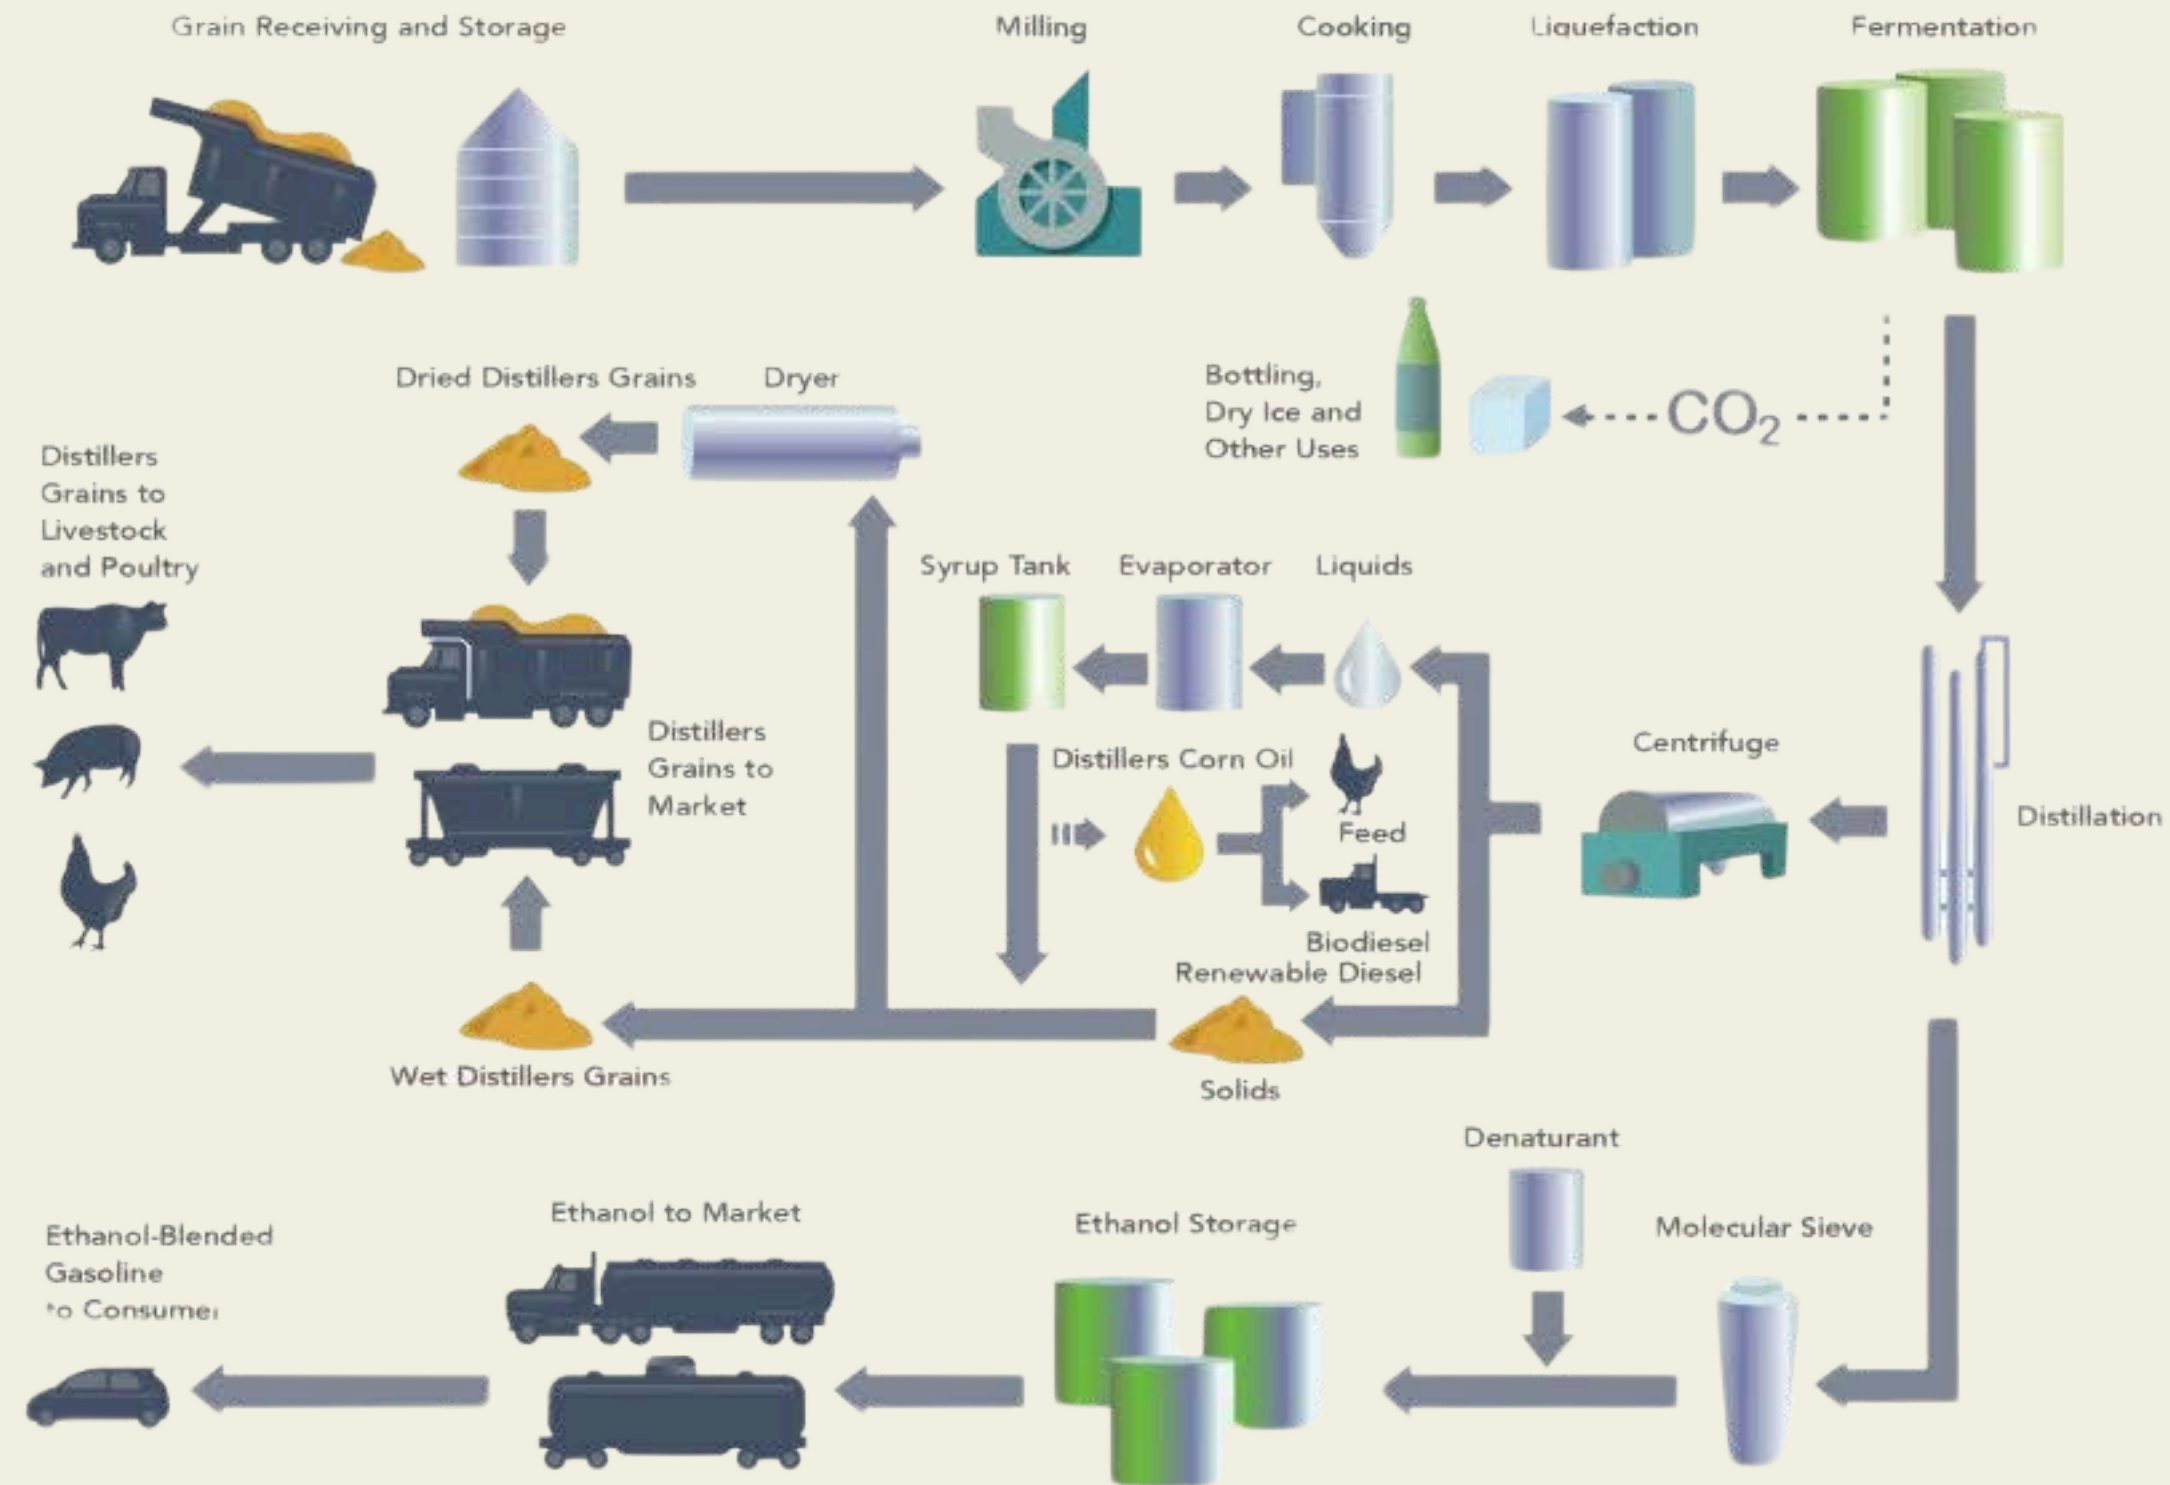 Grain Receiving and Storage
Milling
Cooking
Liquefaction
Fermentation
Bottling,
Dry Ice and
Other Uses
CO₂
Dried Distillers Grains
Dryer
Distillers
Grains to
Livestock
and Poultry
Syrup Tank
Evaporator
Liquids
Distillers
Grains to
Market
Distillers Corn Oil
Feed
Biodiesel
Renewable Diesel
Centrifuge
Distillation
Wet Distillers Grains
Solids
Denaturant
Molecular Sieve
Ethanol Storage
Ethanol to Market
Ethanol-Blended
Gasoline
to Consumer